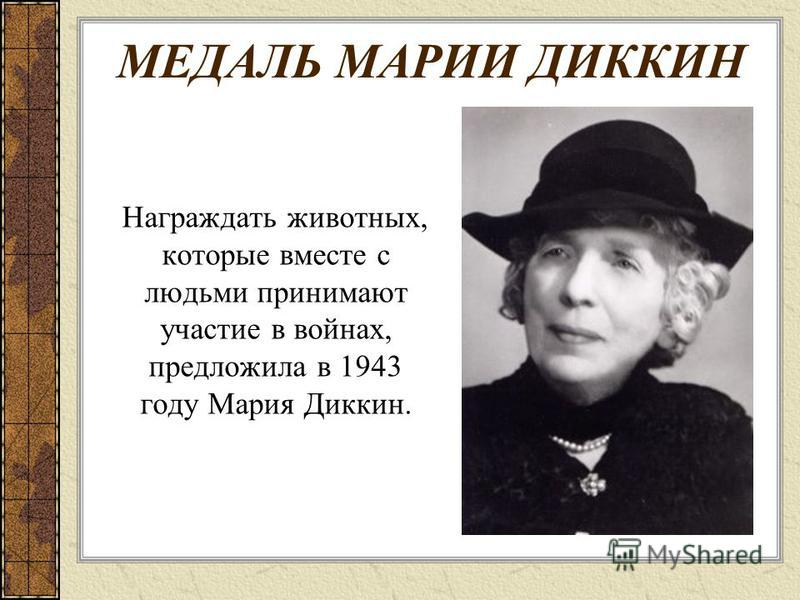 МЕДАЛЬ МАРИИ ДИККИН
Награждать животных,
которые вместе с
людьми принимают
участие в войнах,
предложила в 1943
году Мария Диккин.
MyShared